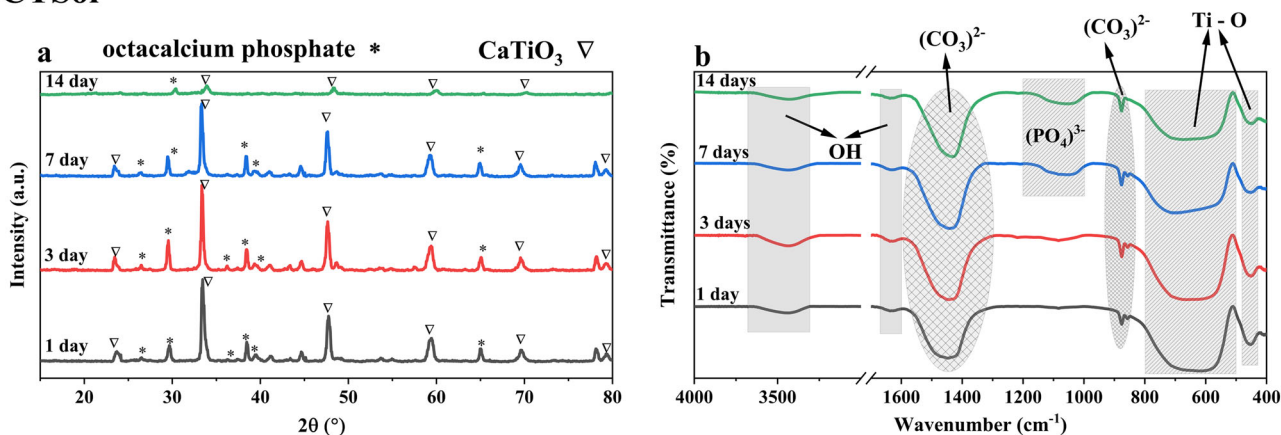 a
octacalcium phosphate *
CaTiO3 ∇
14 day
7 day
3 day
1 day
Intensity (a.u.)
20 30 40 50 60 70 80
2θ (°)
b
(CO3)2-
(CO3)2-
Ti - O
14 days
(PO4)3-
OH
7 days
3 days
1 day
Transmittance (%)
4000 3500 1600 1400 1200 1000 800 600 400
Wavenumber (cm-1)